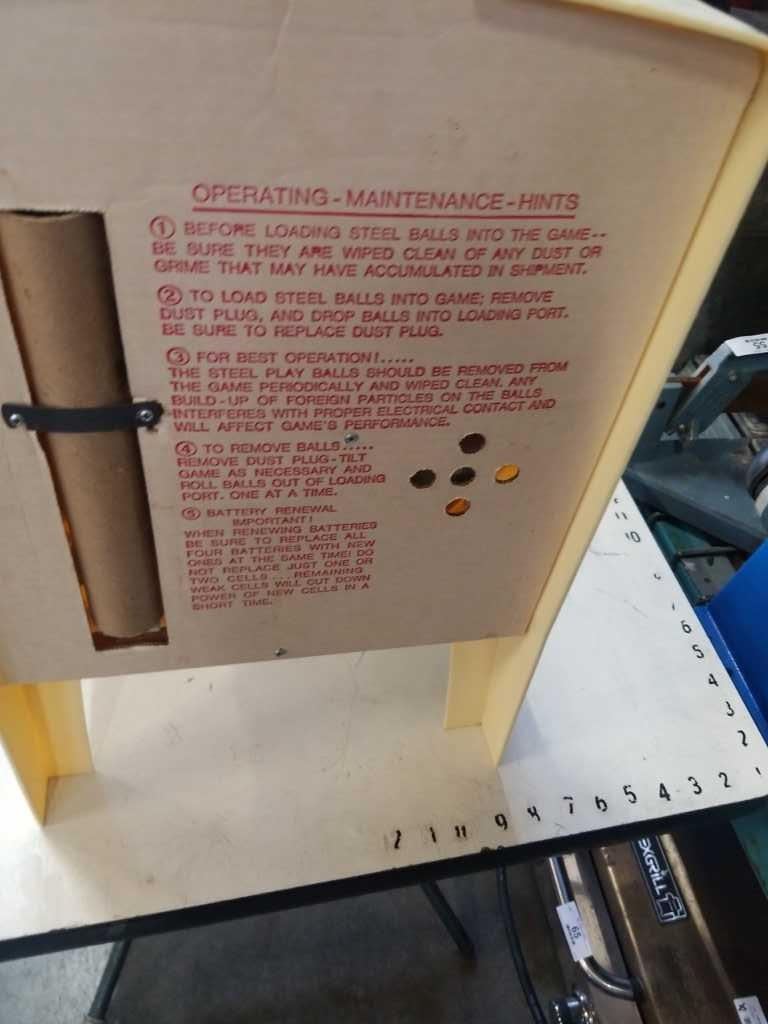 OPERATING - MAINTENANCE - HINTS
① BEFORE LOADING STEEL BALLS INTO THE GAME--
BE SURE THEY ARE WIPED CLEAN OF ANY DUST OR
GRIME THAT MAY HAVE ACCUMULATED IN SHIPMENT.
② TO LOAD STEEL BALLS INTO GAME; REMOVE
DUST PLUG, AND DROP BALLS INTO LOADING PORT.
BE SURE TO REPLACE DUST PLUG.
③ FOR BEST OPERATION!.....
THE STEEL PLAY BALLS SHOULD BE REMOVED FROM
THE GAME PERIODICALLY AND WIPED CLEAN. ANY
BUILD-UP OF FOREIGN PARTICLES ON THE BALLS
INTERFERES WITH PROPER ELECTRICAL CONTACT AND
WILL AFFECT GAME'S PERFORMANCE.
④ TO REMOVE BALLS.....
REMOVE DUST PLUG-TILT
GAME AS NECESSARY AND
ROLL BALLS OUT OF LOADING
PORT. ONE AT A TIME.
⑤ BATTERY RENEWAL
IMPORTANT!
WHEN RENEWING BATTERIES
BE SURE TO REPLACE ALL
FOUR BATTERIES WITH NEW
ONES AT THE SAME TIME! DO
NOT REPLACE JUST ONE OR
TWO CELLS... REMAINING
WEAK CELLS WILL CUT DOWN
POWER OF NEW CELLS IN A
SHORT TIME.
55
11
10
6
5
4
3
2
9 7 6 5 4 3 2
EXGRILL
65